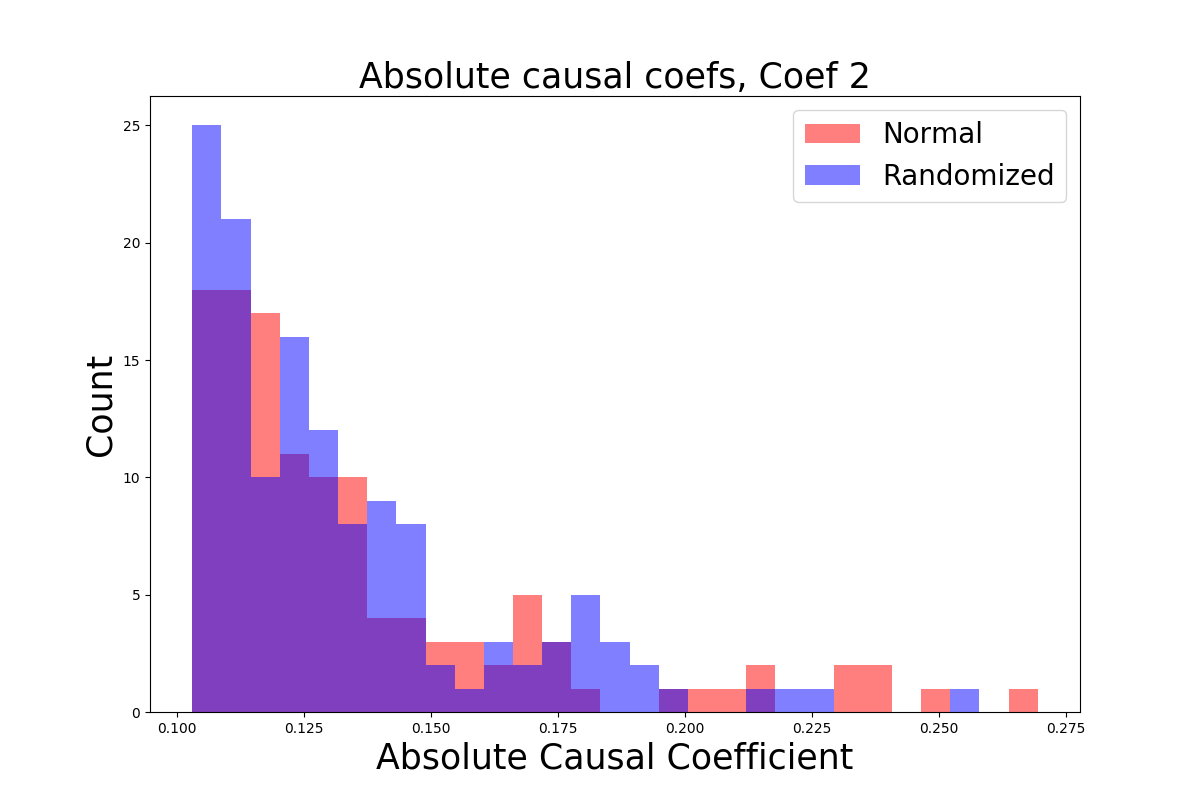 Absolute causal coefs, Coef 2
Normal
Randomized
Count
25
20
15
10
5
0
0.100 0.125 0.150 0.175 0.200 0.225 0.250 0.275
Absolute Causal Coefficient